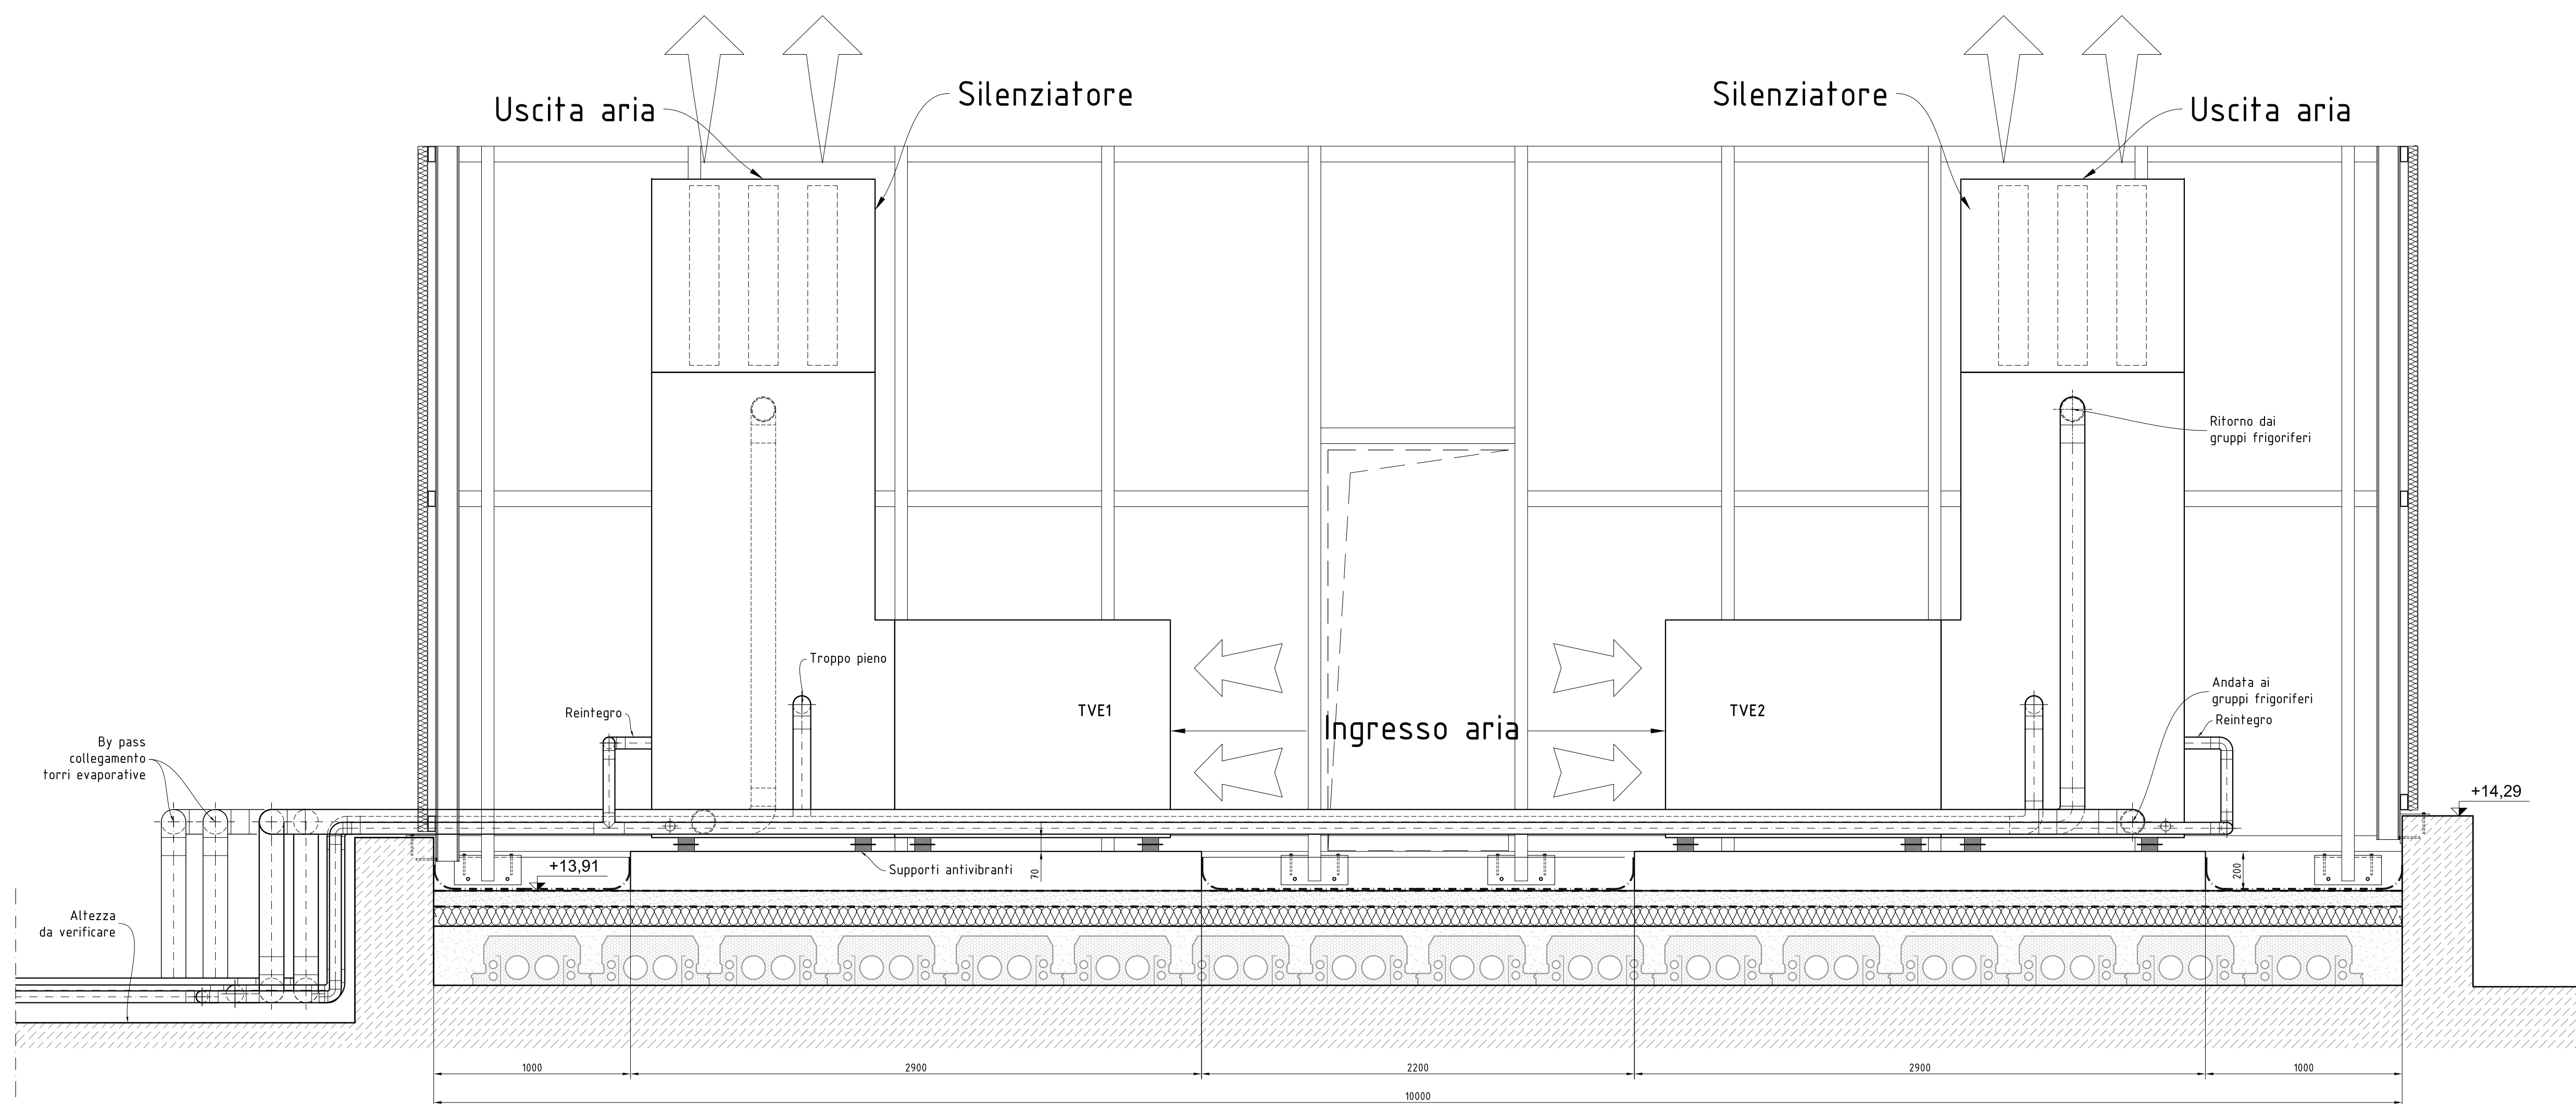 Uscita aria
Silenziatore
Silenziatore
Uscita aria
Ritorno dai
gruppi frigoriferi
Troppo pieno
Reintegro
TVE1
Ingresso aria
TVE2
Andata ai
gruppi frigoriferi
Reintegro
By pass
collegamento
torri evaporative
+14,29
+13,91
Supporti antivibranti
70
200
Altezza
da verificare
1000
2900
2200
2900
1000
10000